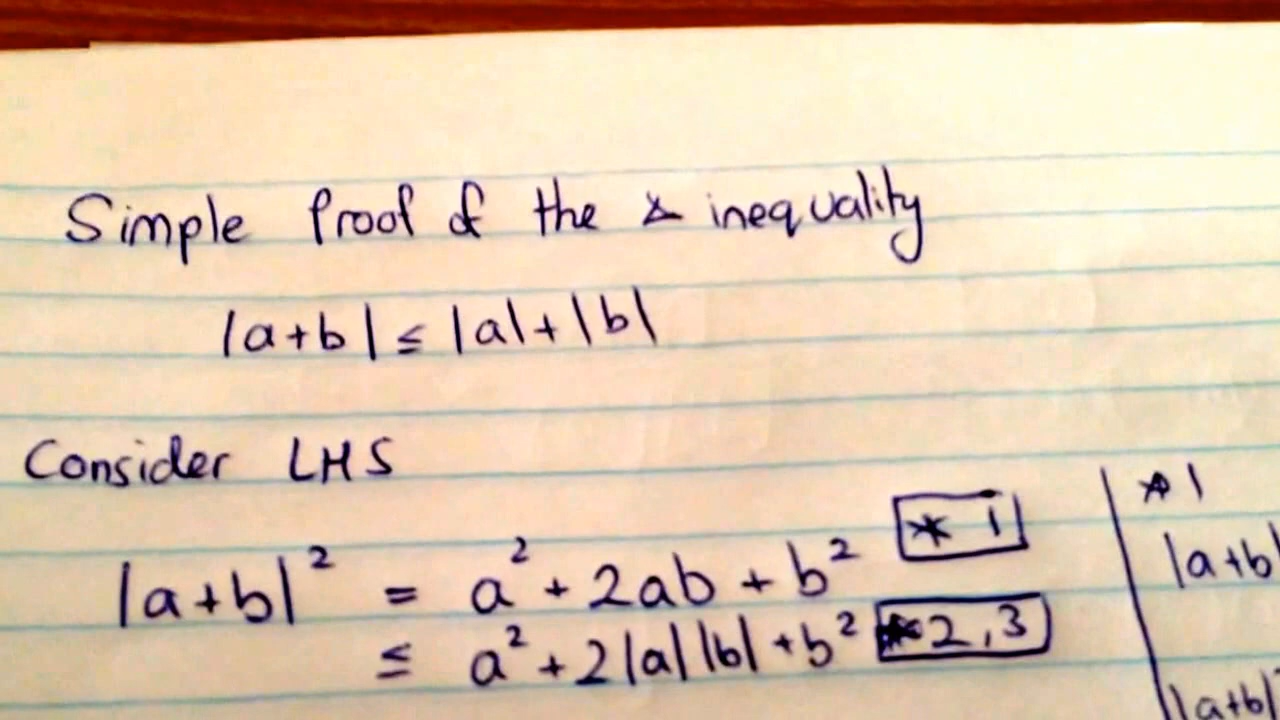 Simple Proof of the △ inequality
|a+b| ≤ |a|+|b|
Consider LHS
|a+b|² = a² + 2ab + b² * 1
≤ a² + 2|a||b| + b² * 2,3
* 1
|a+b|
|a+b|